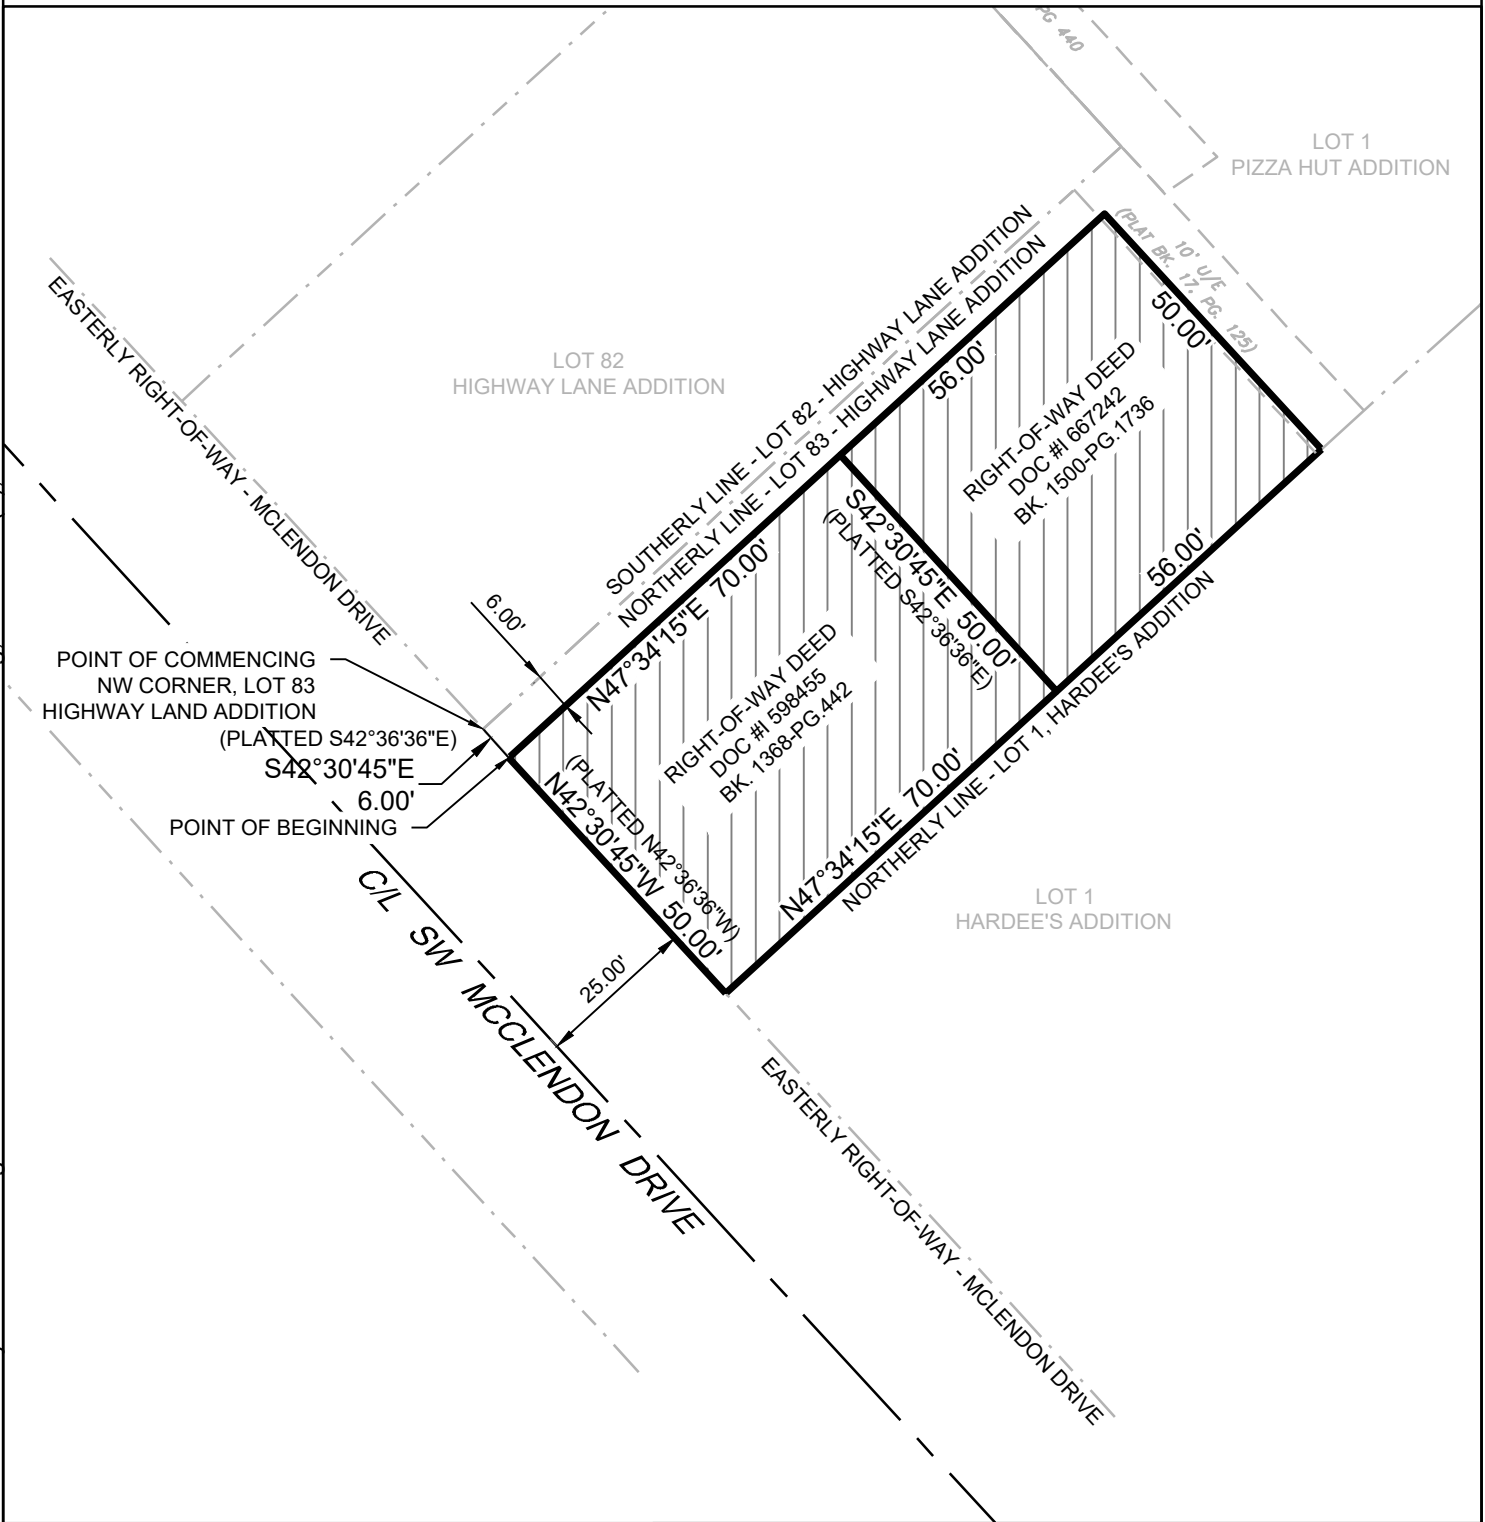 PG 440
LOT 1
PIZZA HUT ADDITION
10' U/E
(PLAT BK. 17, PG. 125)
EASTERLY RIGHT-OF-WAY - MCLENDON DRIVE
LOT 82
HIGHWAY LANE ADDITION
SOUTHERLY LINE - LOT 82 - HIGHWAY LANE ADDITION
NORTHERLY LINE - LOT 83 - HIGHWAY LANE ADDITION
56.00'
50.00'
RIGHT-OF-WAY DEED
DOC #I 667242
BK. 1500-PG.1736
56.00'
S42°30'45"E 50.00'
(PLATTED S42°36'36"E)
N47°34'15"E 70.00'
6.00'
POINT OF COMMENCING
NW CORNER, LOT 83
HIGHWAY LAND ADDITION
(PLATTED S42°36'36"E)
S42°30'45"E
6.00'
POINT OF BEGINNING
RIGHT-OF-WAY DEED
DOC #I 598455
BK. 1368-PG.442
(PLATTED N42°36'36"W)
N42°30'45"W 50.00'
N47°34'15"E 70.00'
NORTHERLY LINE - LOT 1, HARDEE'S ADDITION
LOT 1
HARDEE'S ADDITION
25.00'
C/L SW MCCLENDON DRIVE
EASTERLY RIGHT-OF-WAY - MCLENDON DRIVE